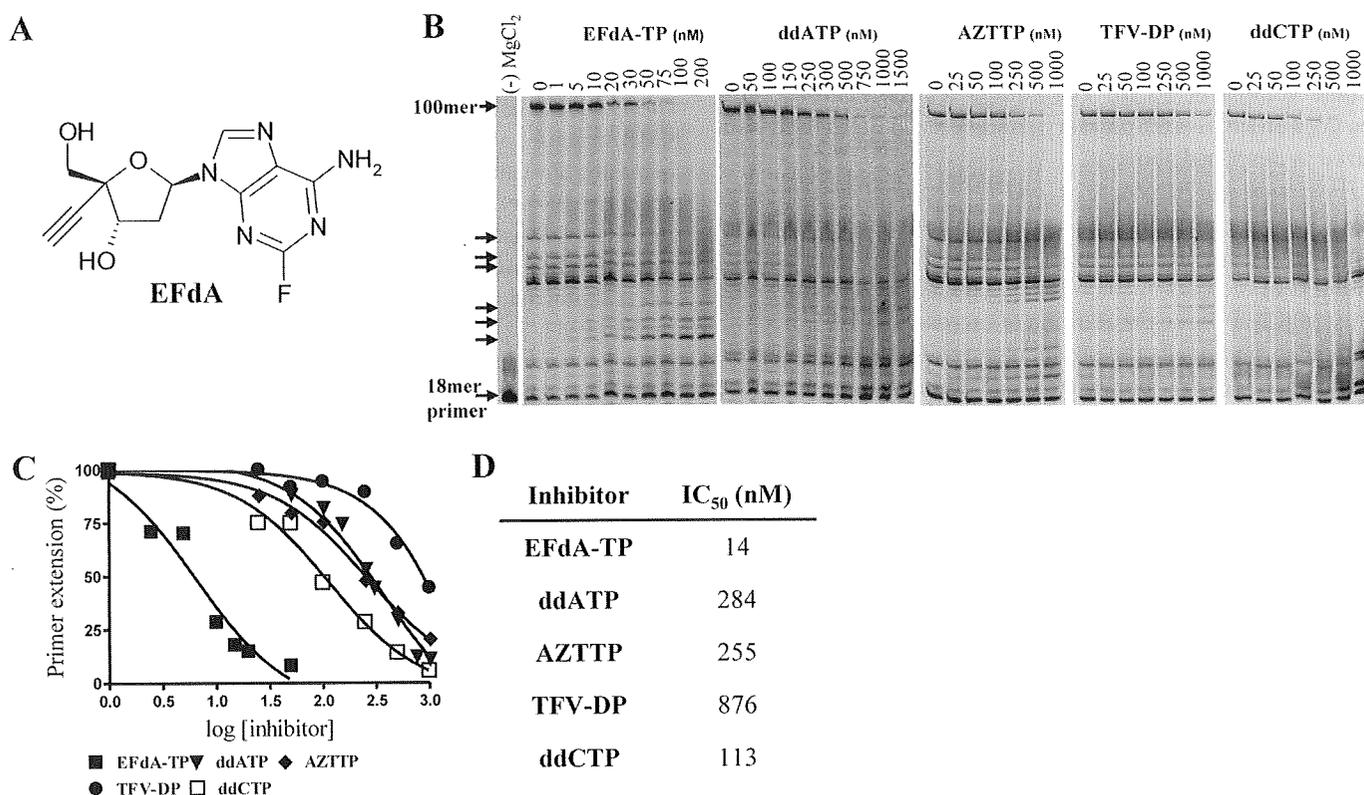 A
OH
O
N
N
NH₂
N
N
HO
F
EFdA
B
(-) MgCl₂
EFdA-TP (nM)
0 1 5 10 20 30 50 75 100 200
ddATP (nM)
0 50 100 150 250 300 500 750 1000 1500
AZTTP (nM)
0 25 50 100 250 500 1000
TFV-DP (nM)
0 25 50 100 250 500 1000
ddCTP (nM)
0 25 50 100 250 500 1000
100mer
18mer
primer
C
Primer extension (%)
100
75
50
25
0
0.0 0.5 1.0 1.5 2.0 2.5 3.0
log [inhibitor]
EFdA-TP ddATP AZTTP
TFV-DP ddCTP
D
Inhibitor IC₅₀ (nM)
EFdA-TP 14
ddATP 284
AZTTP 255
TFV-DP 876
ddCTP 113